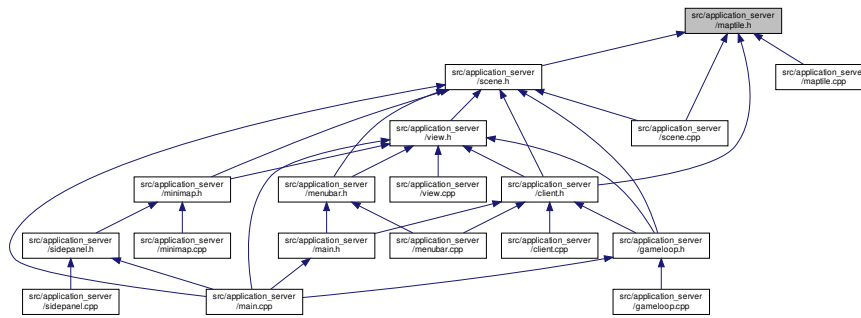 src/application_server
/maptile.h
src/application_server
/scene.h
src/application_server
/maptile.cpp
src/application_server
/view.h
src/application_server
/scene.cpp
src/application_server
/minimap.h
src/application_server
/menubar.h
src/application_server
/view.cpp
src/application_server
/client.h
src/application_server
/sidepanel.h
src/application_server
/minimap.cpp
src/application_server
/main.h
src/application_server
/menubar.cpp
src/application_server
/client.cpp
src/application_server
/gameloop.h
src/application_server
/sidepanel.cpp
src/application_server
/main.cpp
src/application_server
/gameloop.cpp